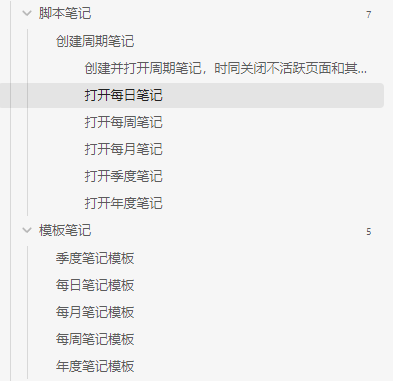 脚本笔记 7
创建周期笔记
创建并打开周期笔记，时同关闭不活跃页面和其...
打开每日笔记
打开每周笔记
打开每月笔记
打开季度笔记
打开年度笔记
模板笔记 5
季度笔记模板
每日笔记模板
每月笔记模板
每周笔记模板
年度笔记模板